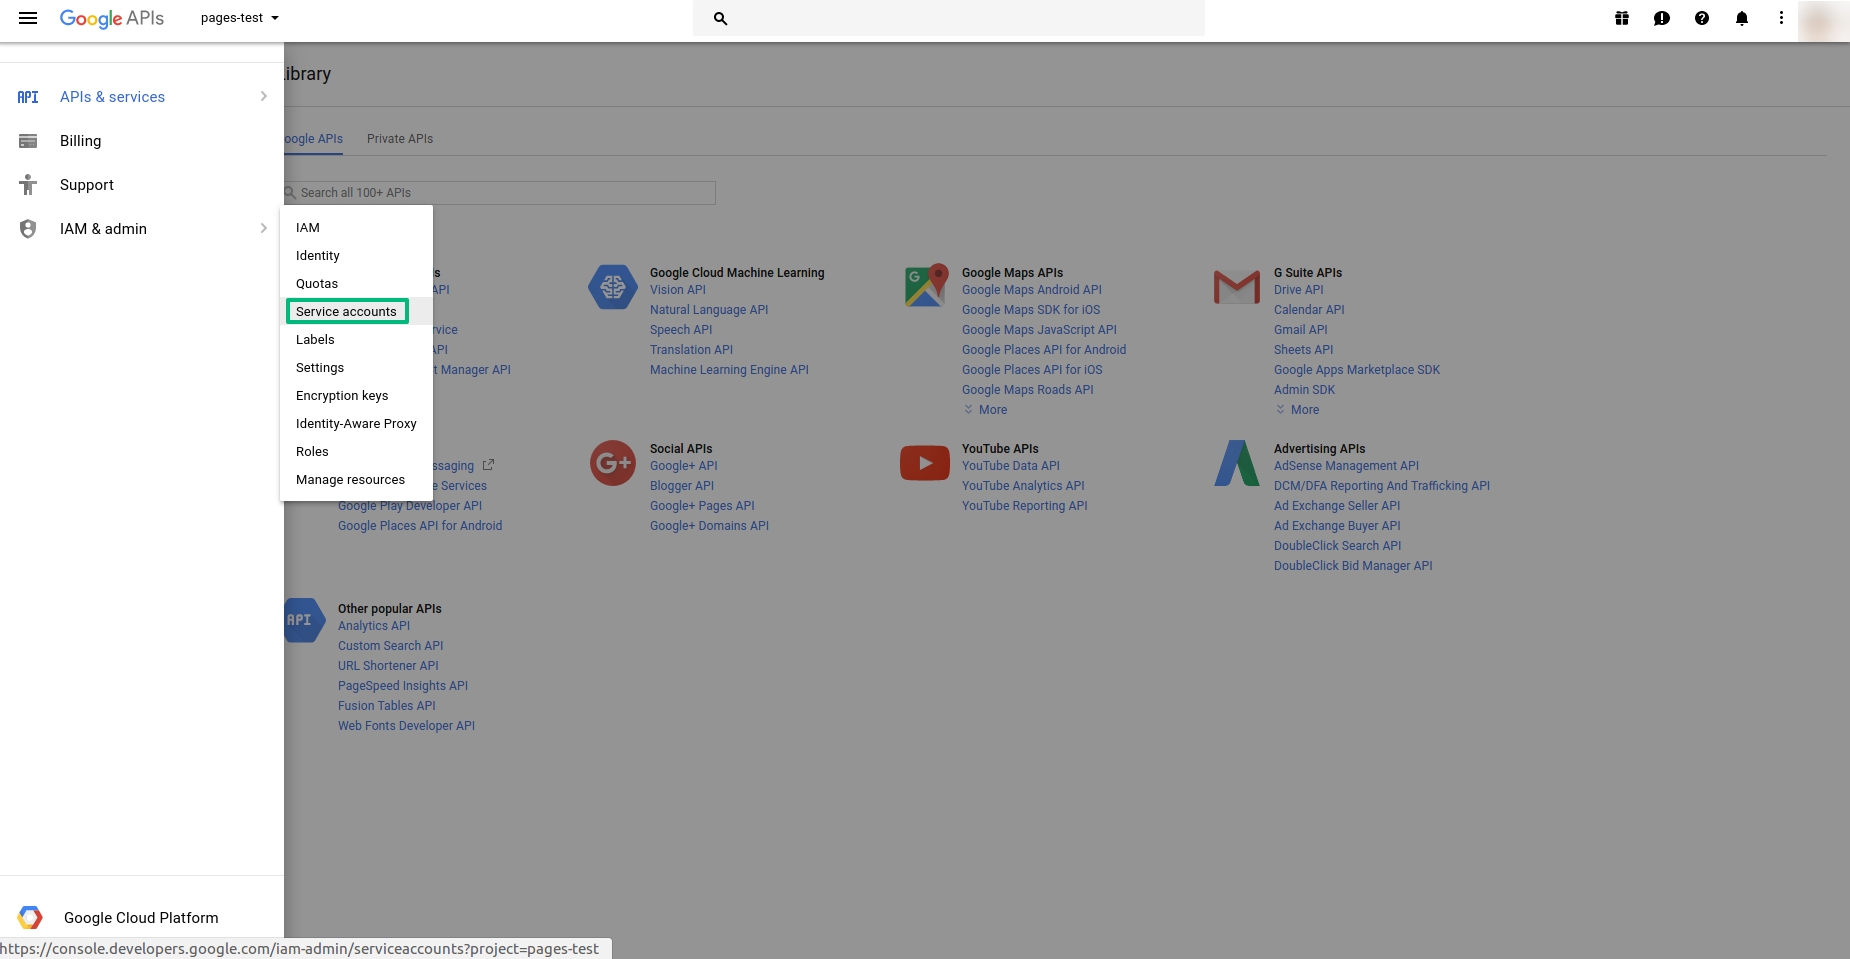 Google APIs
pages-test
Library
API
APIs & services
Google APIs
Private APIs
Billing
Support
IAM & admin
Search all 100+ APIs
IAM
Identity
Quotas
Service accounts
Labels
Settings
Encryption keys
Identity-Aware Proxy
Roles
Manage resources
API
API
Manager API
Services
Google Play Developer API
Google Places API for Android
Google Cloud Machine Learning
Vision API
Natural Language API
Speech API
Translation API
Machine Learning Engine API
G
Google Maps APIs
Google Maps Android API
Google Maps SDK for iOS
Google Maps JavaScript API
Google Places API for Android
Google Places API for iOS
Google Maps Roads API
More
G Suite APIs
Drive API
Calendar API
Gmail API
Sheets API
Google Apps Marketplace SDK
Admin SDK
More
G+
Social APIs
Google+ API
Blogger API
Google+ Pages API
Google+ Domains API
YouTube APIs
YouTube Data API
YouTube Analytics API
YouTube Reporting API
Advertising APIs
AdSense Management API
DCM/DFA Reporting And Trafficking API
Ad Exchange Seller API
Ad Exchange Buyer API
DoubleClick Search API
DoubleClick Bid Manager API
API
Other popular APIs
Analytics API
Custom Search API
URL Shortener API
PageSpeed Insights API
Fusion Tables API
Web Fonts Developer API
Google Cloud Platform
https://console.developers.google.com/iam-admin/serviceaccounts?project=pages-test